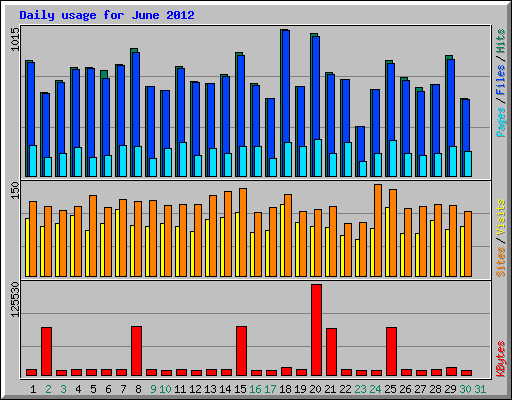 Daily usage for June 2012
1015
Pages / Files / Hits
150
Sites / Visits
125530
KBytes
1 2 3 4 5 6 7 8 9 10 11 12 13 14 15 16 17 18 19 20 21 22 23 24 25 26 27 28 29 30 31